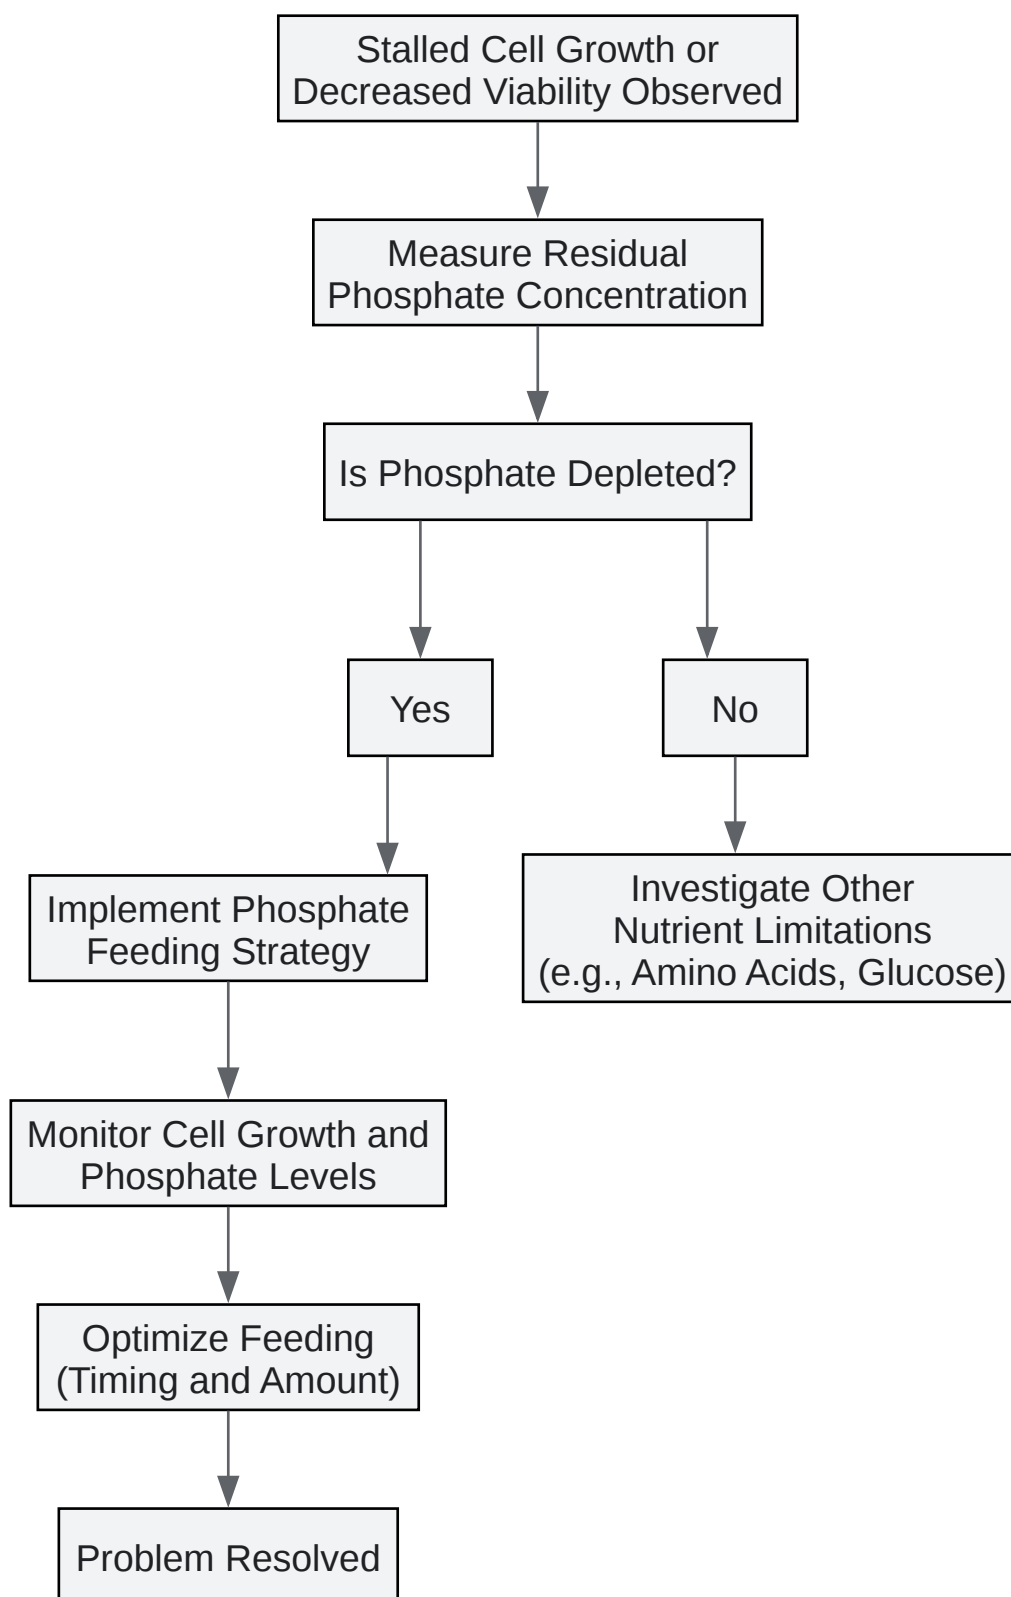 Stalled Cell Growth or
Decreased Viability Observed
Measure Residual
Phosphate Concentration
Is Phosphate Depleted?
Yes
No
Implement Phosphate
Feeding Strategy
Investigate Other
Nutrient Limitations
(e.g., Amino Acids, Glucose)
Monitor Cell Growth and
Phosphate Levels
Optimize Feeding
(Timing and Amount)
Problem Resolved